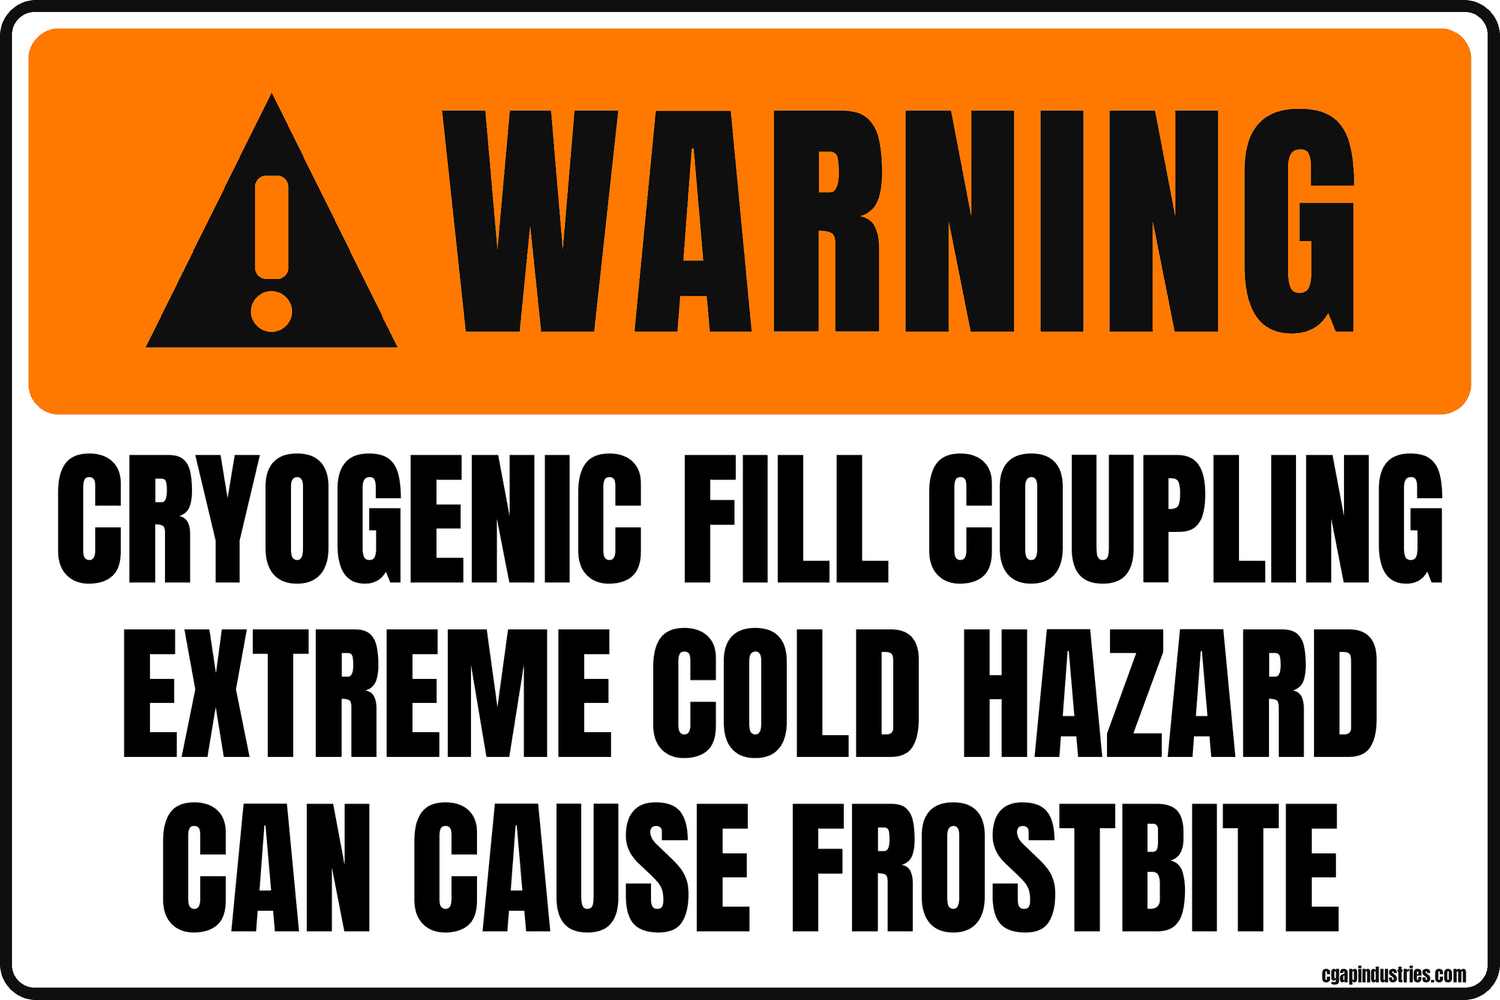 WARNING
CRYOGENIC FILL COUPLING
EXTREME COLD HAZARD
CAN CAUSE FROSTBITE
cgapindustries.com